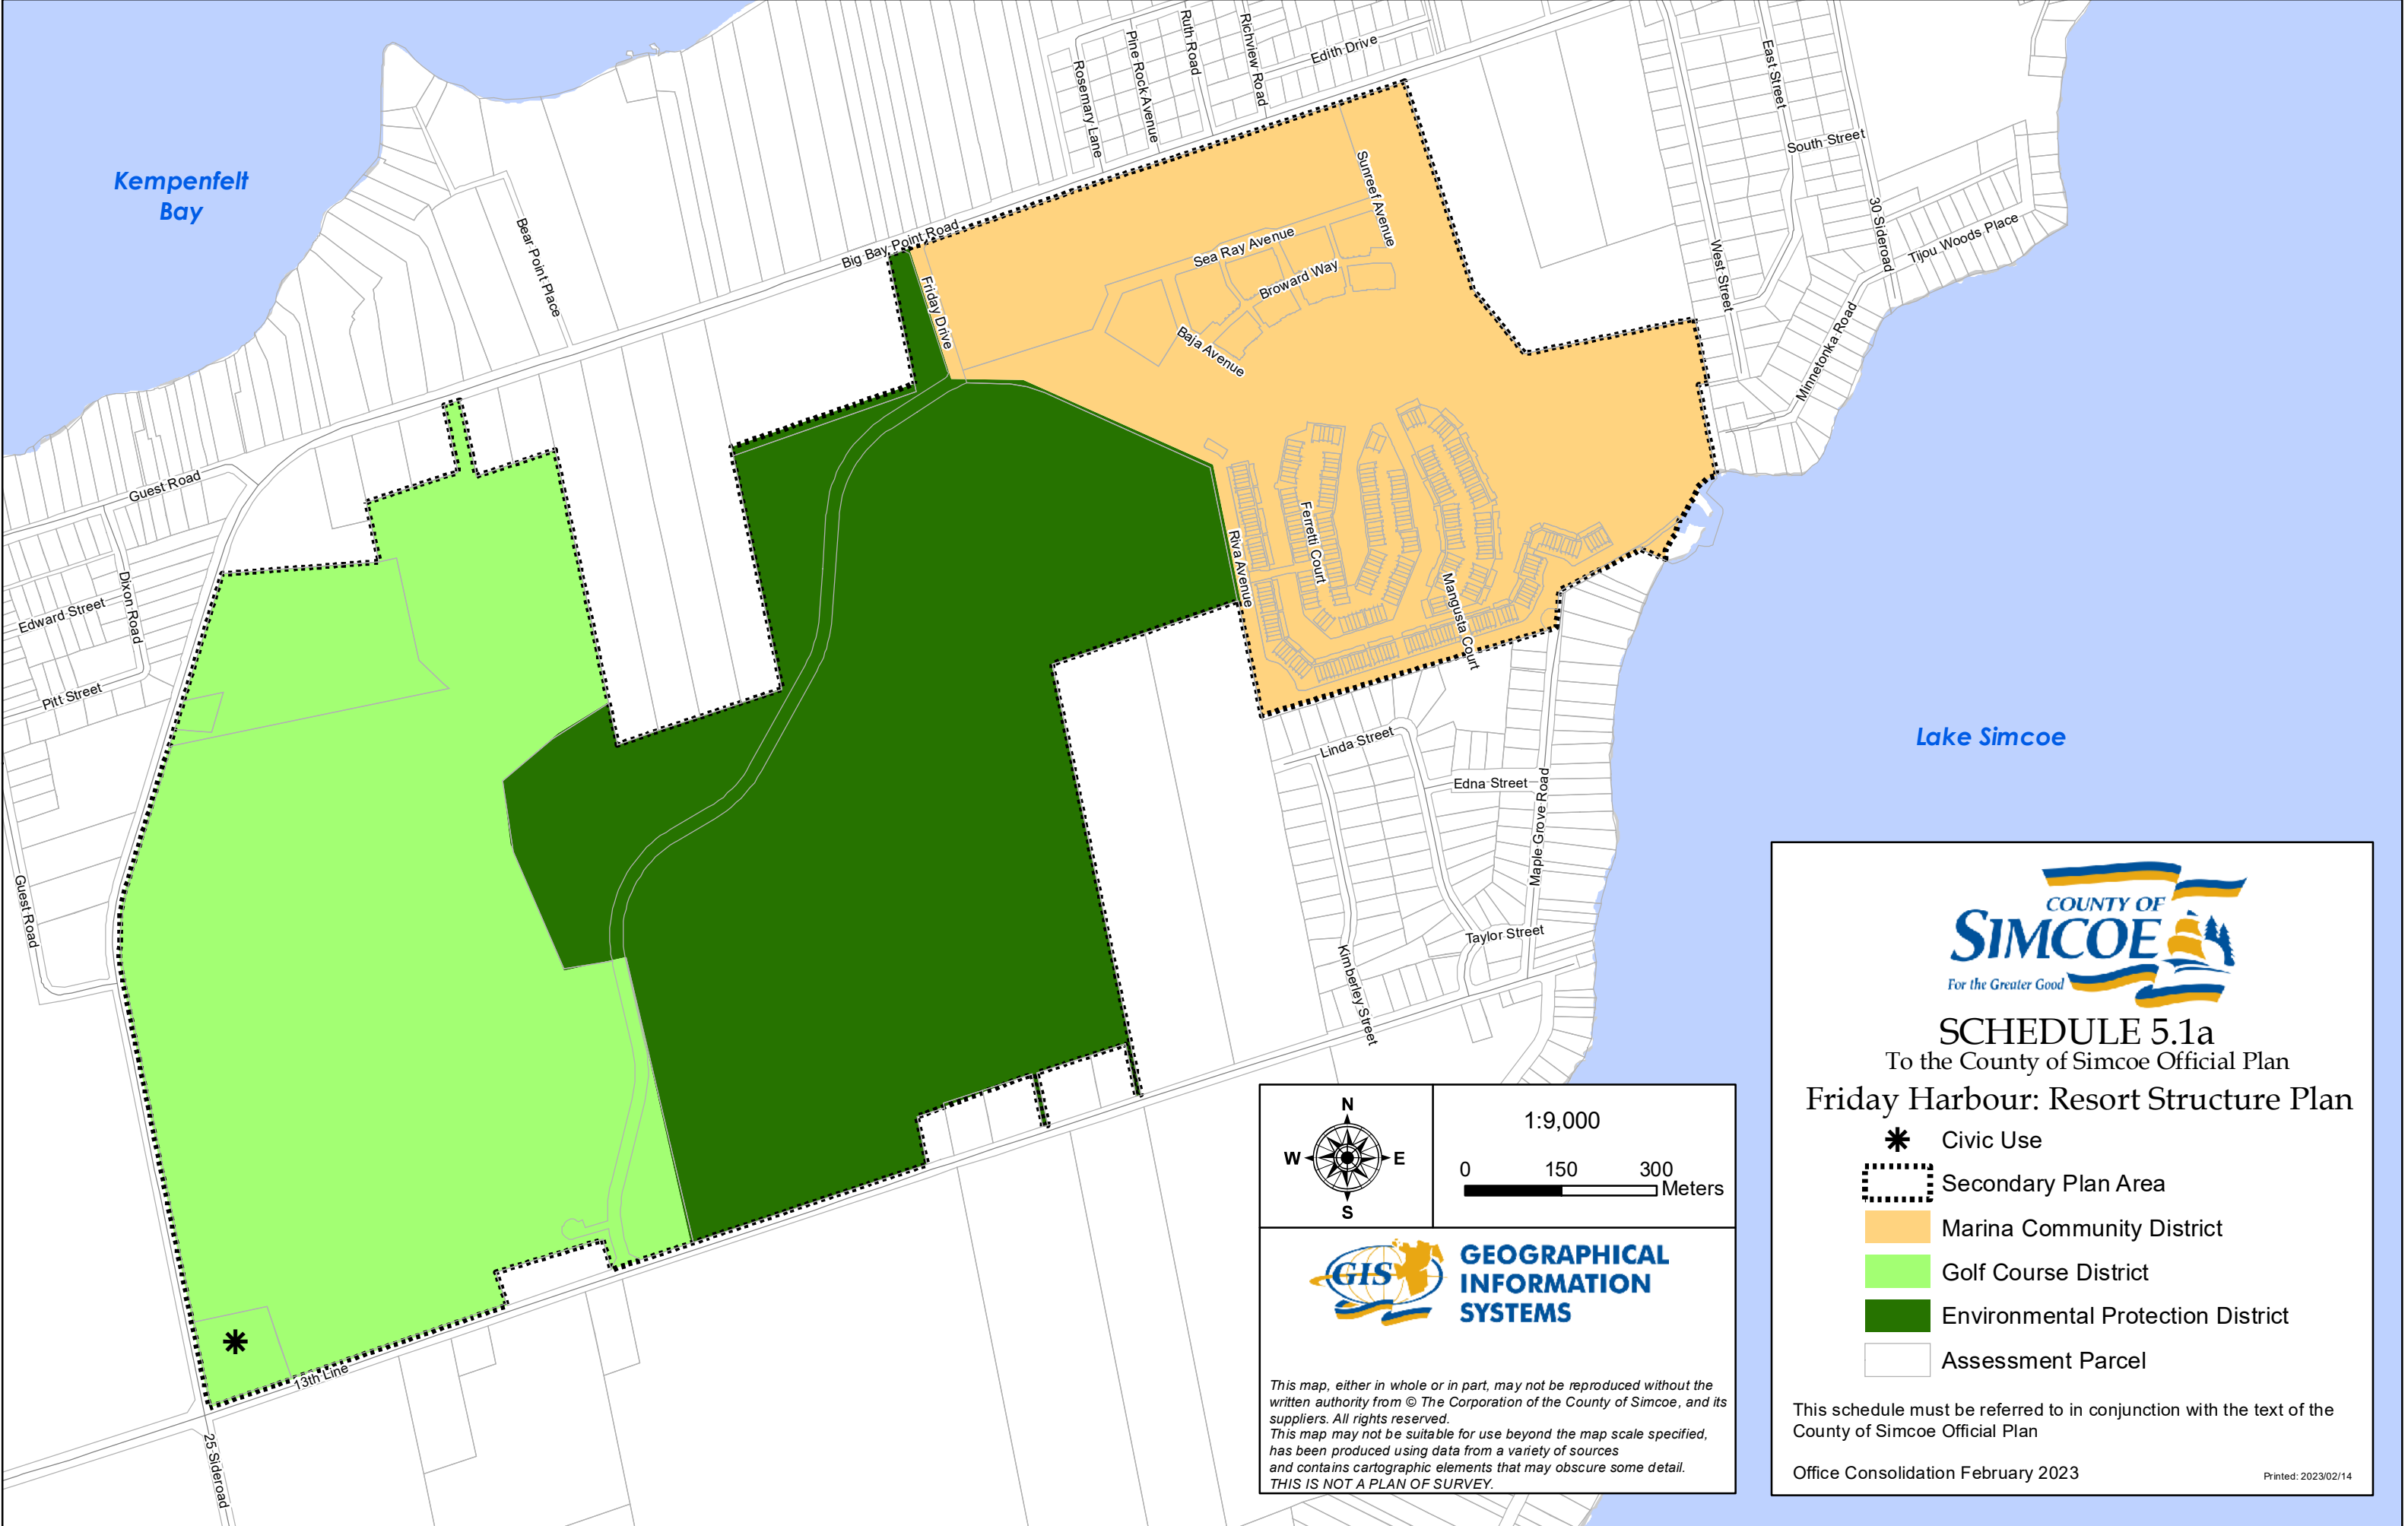 Kempenfelt
Bay
Bear Point Place
Big Bay Point Road
Rosemary Lane
Pine Rock Avenue
Ruth Road
Richview Road
Edith Drive
Friday Drive
Sea Ray Avenue
Broward Way
Baja Avenue
Sunreef Avenue
East Street
South Street
30 Sideroad
Tijou Woods Place
West Street
Minnetonka Road
Guest Road
Dixon Road
Edward Street
Pitt Street
Guest Road
Riva Avenue
Ferretti Court
Mangusta Court
Linda Street
Edna Street
Maple Grove Road
Taylor Street
Kimberley Street
Lake Simcoe
13th Line
25 Sideroad
N
W
E
S
1:9,000
0 150 300
Meters
GIS
GEOGRAPHICAL
INFORMATION
SYSTEMS
This map, either in whole or in part, may not be reproduced without the
written authority from © The Corporation of the County of Simcoe, and its
suppliers. All rights reserved.
This map may not be suitable for use beyond the map scale specified,
has been produced using data from a variety of sources
and contains cartographic elements that may obscure some detail.
THIS IS NOT A PLAN OF SURVEY.
COUNTY OF
SIMCOE
For the Greater Good
SCHEDULE 5.1a
To the County of Simcoe Official Plan
Friday Harbour: Resort Structure Plan
Civic Use
Secondary Plan Area
Marina Community District
Golf Course District
Environmental Protection District
Assessment Parcel
This schedule must be referred to in conjunction with the text of the
County of Simcoe Official Plan
Office Consolidation February 2023
Printed: 2023/02/14